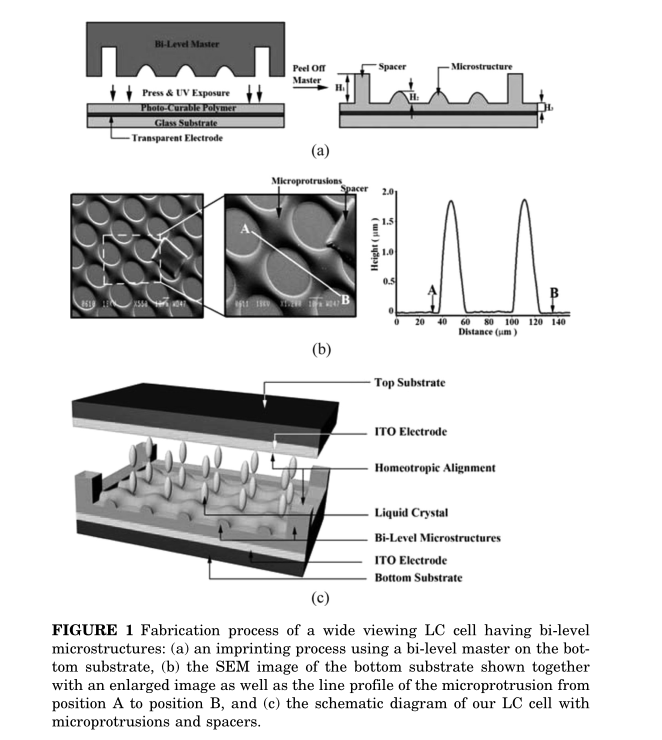 Bi-Level Master
Press & UV Exposure
Photo-Curable Polymer
Glass Substrate
Transparent Electrode
Peel Off
Master
Spacer
Microstructure
H₁
H₂
H₃
(a)
Microprotrusions
Spacer
A
B
Height (μm)
2.0
1.5
1.0
0.5
0
A
B
0 20 40 60 80 100 120 140
Distance (μm)
(b)
Top Substrate
ITO Electrode
Homeotropic Alignment
Liquid Crystal
Bi-Level Microstructures
ITO Electrode
Bottom Substrate
(c)
FIGURE 1 Fabrication process of a wide viewing LC cell having bi-level
microstructures: (a) an imprinting process using a bi-level master on the bot-
tom substrate, (b) the SEM image of the bottom substrate shown together
with an enlarged image as well as the line profile of the microprotrusion from
position A to position B, and (c) the schematic diagram of our LC cell with
microprotrusions and spacers.